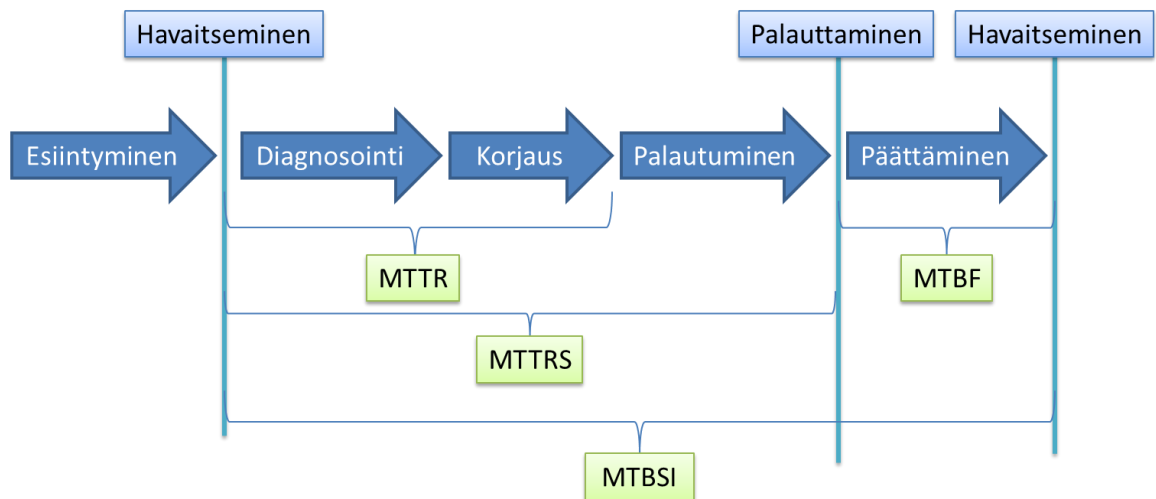 Havaitseminen
Palauttaminen
Havaitseminen
Esiintyminen
Diagnosointi
Korjaus
Palautuminen
Päättäminen
MTTR
MTBF
MTTRS
MTBSI